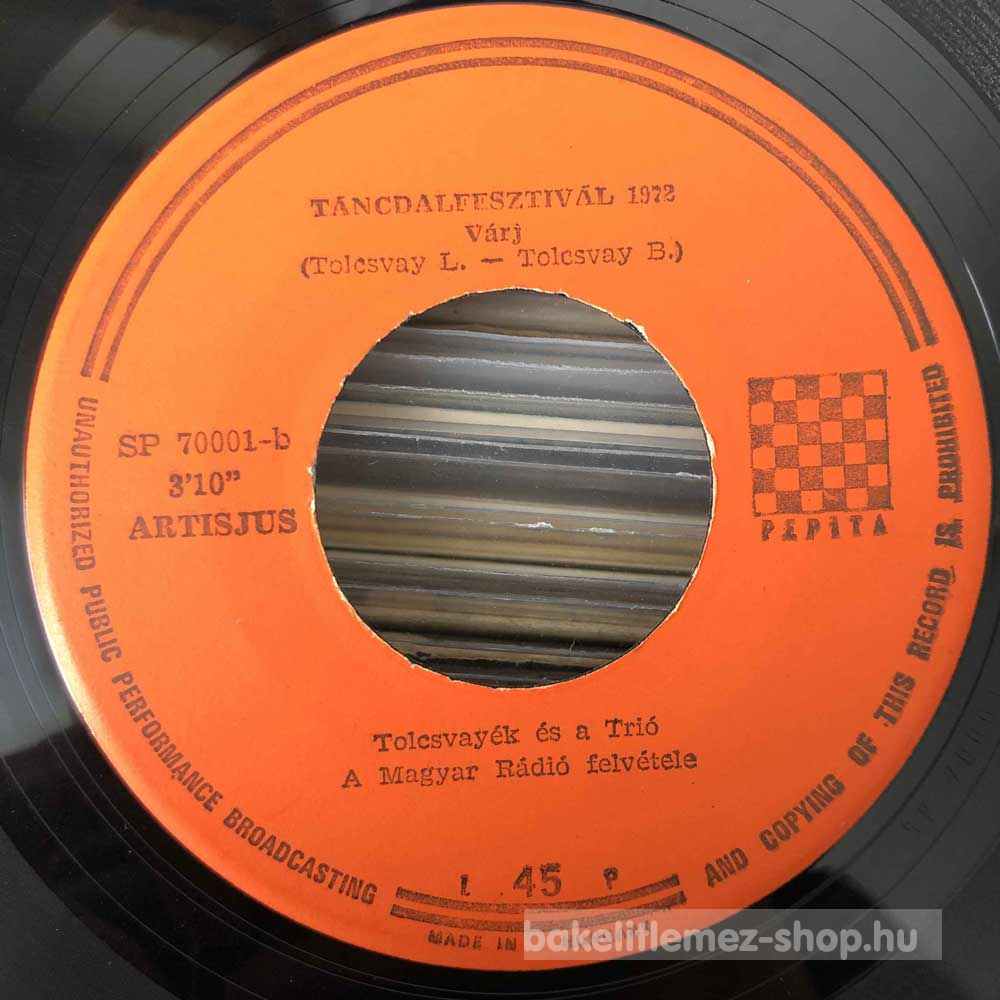 TÁNCDALFESZTIVÁL 1972
Várj
(Tolcsvay L. — Tolcsvay B.)
SP 70001-b
3'10"
ARTISJUS
PEPITA
Tolcsvayék és a Trió
A Magyar Rádió felvétele
UNAUTHORIZED PUBLIC PERFORMANCE BROADCASTING
AND COPYING OF THIS RECORD IS PROHIBITED
45
MADE IN
bakelitlemez-shop.hu